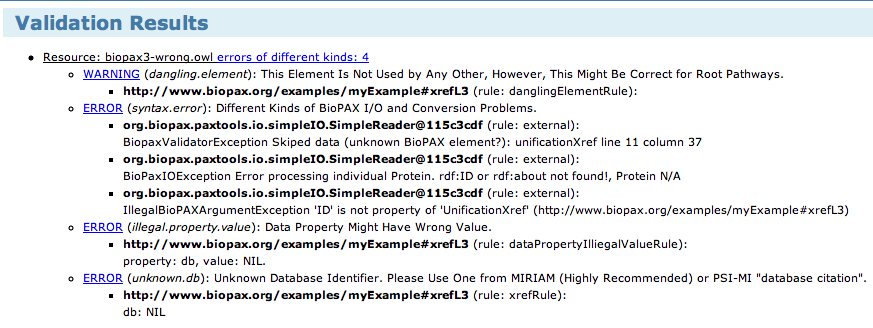 Validation Results
Resource: biopax3-wrong.owl errors of different kinds: 4
WARNING (dangling.element): This Element Is Not Used by Any Other, However, This Might Be Correct for Root Pathways.
http://www.biopax.org/examples/myExample#xrefL3 (rule: danglingElementRule):
ERROR (syntax.error): Different Kinds of BioPAX I/O and Conversion Problems.
org.biopax.paxtools.io.simpleIO.SimpleReader@115c3cdf (rule: external):
BiopaxValidatorException Skiped data (unknown BioPAX element?): unificationXref line 11 column 37
org.biopax.paxtools.io.simpleIO.SimpleReader@115c3cdf (rule: external):
BioPaxIOException Error processing individual Protein. rdf:ID or rdf:about not found!, Protein N/A
org.biopax.paxtools.io.simpleIO.SimpleReader@115c3cdf (rule: external):
IllegalBioPAXArgumentException 'ID' is not property of 'UnificationXref' (http://www.biopax.org/examples/myExample#xrefL3)
ERROR (illegal.property.value): Data Property Might Have Wrong Value.
http://www.biopax.org/examples/myExample#xrefL3 (rule: dataPropertyIlliegalValueRule):
property: db, value: NIL.
ERROR (unknown.db): Unknown Database Identifier. Please Use One from MIRIAM (Highly Recommended) or PSI-MI "database citation".
http://www.biopax.org/examples/myExample#xrefL3 (rule: xrefRule):
db: NIL